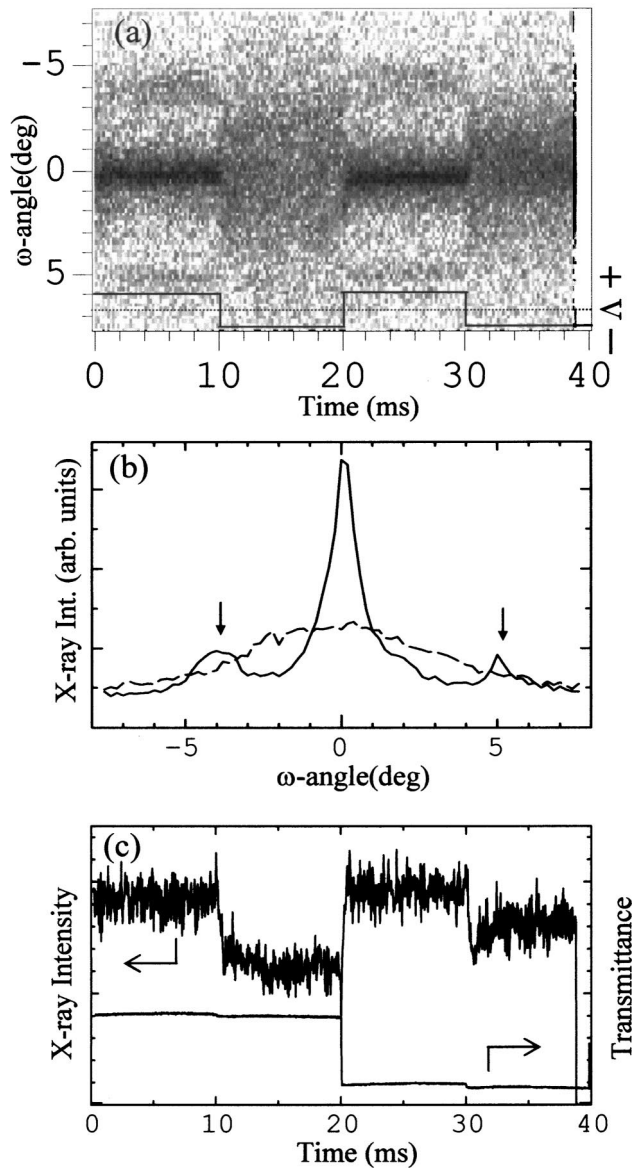 (a)
ω-angle(deg)
-5
0
5
+
V
−
0 10 20 30 40
Time (ms)
(b)
X-ray Int. (arb. units)
-5 0 5
ω-angle(deg)
(c)
X-ray Intensity
Transmittance
0 10 20 30 40
Time (ms)